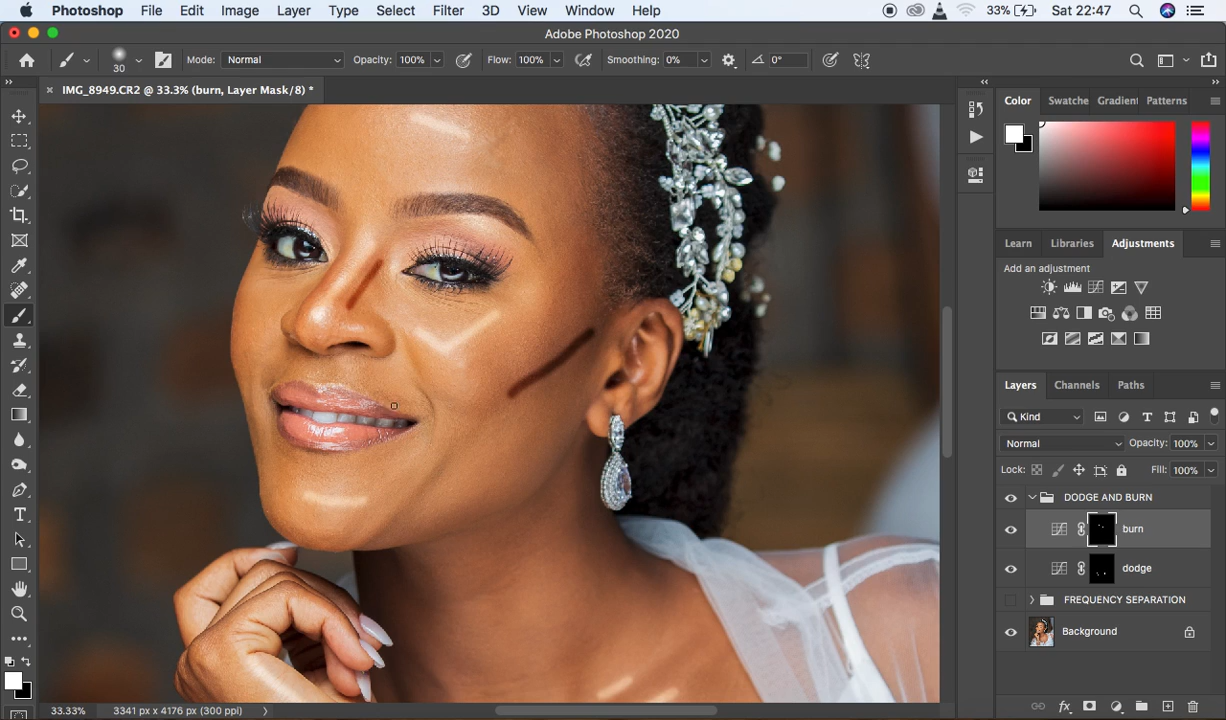 Photoshop File Edit Image Layer Type Select Filter 3D View Window Help 33% Sat 22:47
Adobe Photoshop 2020
30 Mode: Normal Opacity: 100% Flow: 100% Smoothing: 0% 0°
IMG_8949.CR2 @ 33.3% (burn, Layer Mask/8) *
Color Swatche Gradient Patterns
Learn Libraries Adjustments
Add an adjustment
Layers Channels Paths
Kind
Normal Opacity: 100%
Lock: Fill: 100%
DODGE AND BURN
burn
dodge
FREQUENCY SEPARATION
Background
33.33% 3341 px x 4176 px (300 ppi)